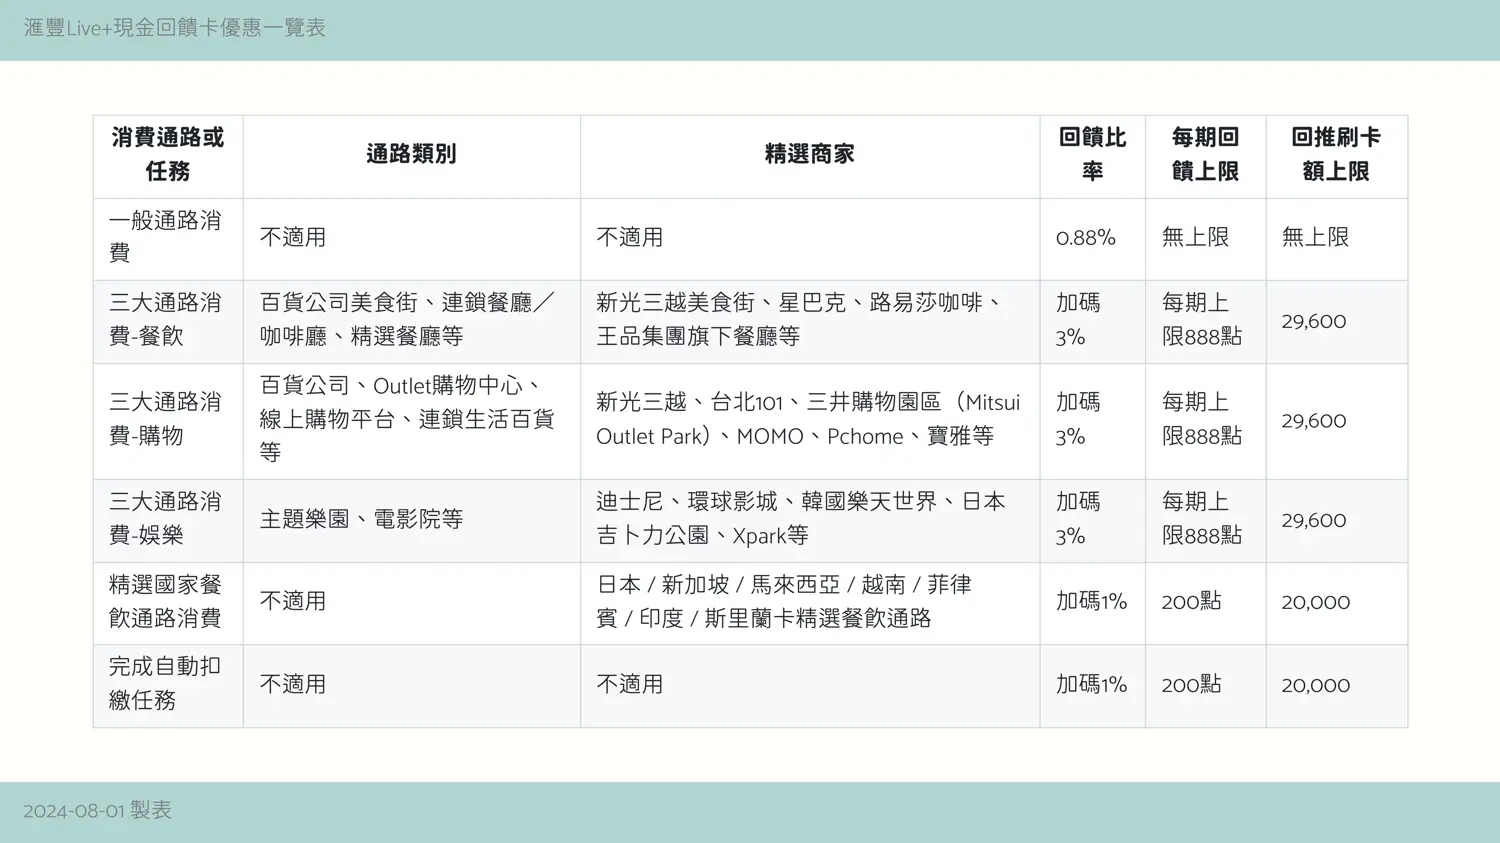 滙豐Live+現金回饋卡優惠一覽表
消費通路或
任務
通路類別
精選商家
回饋比
率
每期回
饋上限
回推刷卡
額上限
一般通路消
費
不適用
不適用
0.88%
無上限
無上限
三大通路消
費-餐飲
百貨公司美食街、連鎖餐廳／
咖啡廳、精選餐廳等
新光三越美食街、星巴克、路易莎咖啡、
王品集團旗下餐廳等
加碼
3%
每期上
限888點
29,600
三大通路消
費-購物
百貨公司、Outlet購物中心、
線上購物平台、連鎖生活百貨
等
新光三越、台北101、三井購物園區（Mitsui
Outlet Park）、MOMO、Pchome、寶雅等
加碼
3%
每期上
限888點
29,600
三大通路消
費-娛樂
主題樂園、電影院等
迪士尼、環球影城、韓國樂天世界、日本
吉卜力公園、Xpark等
加碼
3%
每期上
限888點
29,600
精選國家餐
飲通路消費
不適用
日本 / 新加坡 / 馬來西亞 / 越南 / 菲律
賓 / 印度 / 斯里蘭卡精選餐飲通路
加碼1%
200點
20,000
完成自動扣
繳任務
不適用
不適用
加碼1%
200點
20,000
2024-08-01 製表